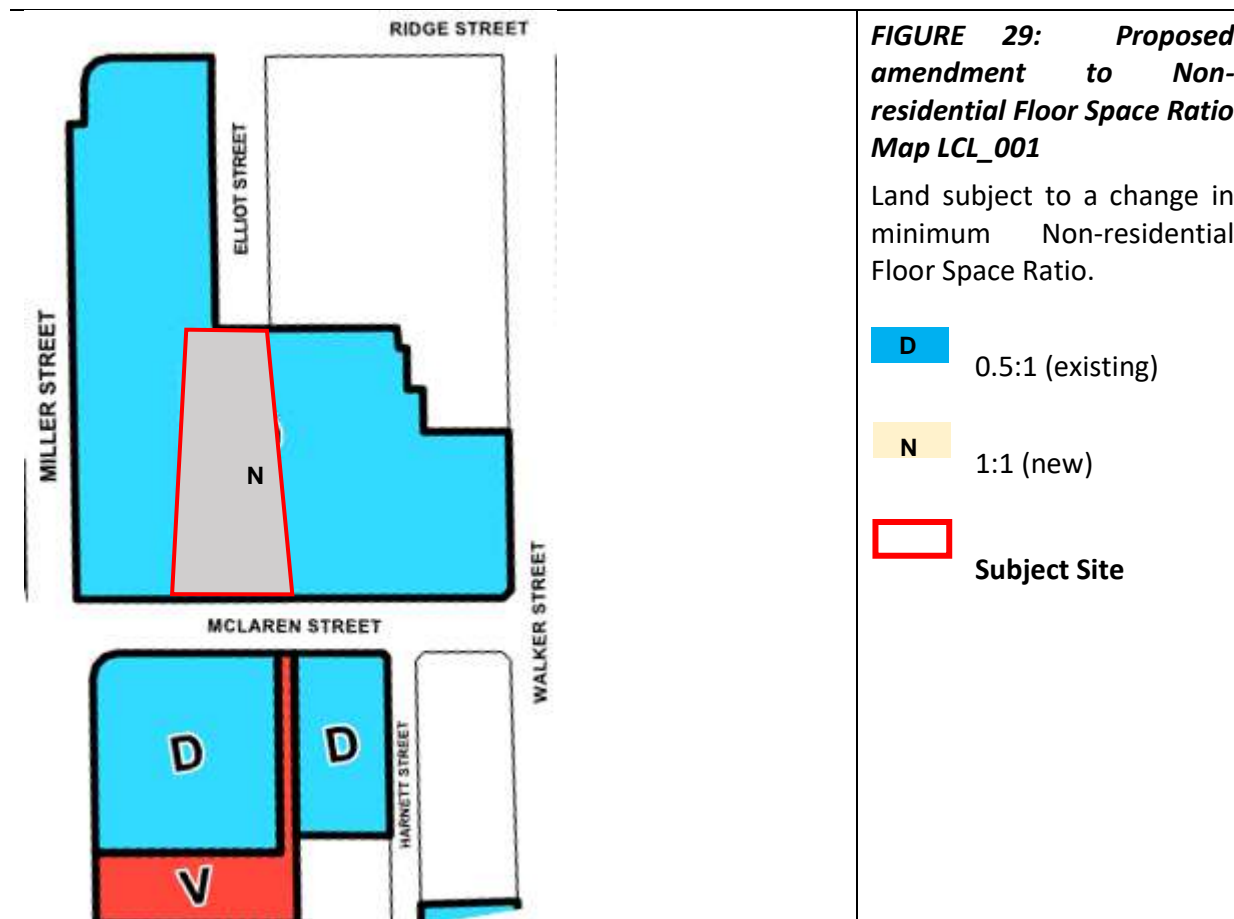 RIDGE STREET
ELLIOT STREET
MILLER STREET
N
MCLAREN STREET
WALKER STREET
D
D
HARNETT STREET
V
FIGURE 29: Proposed
amendment to Non-
residential Floor Space Ratio
Map LCL_001
Land subject to a change in
minimum Non-residential
Floor Space Ratio.
D
0.5:1 (existing)
N
1:1 (new)
Subject Site